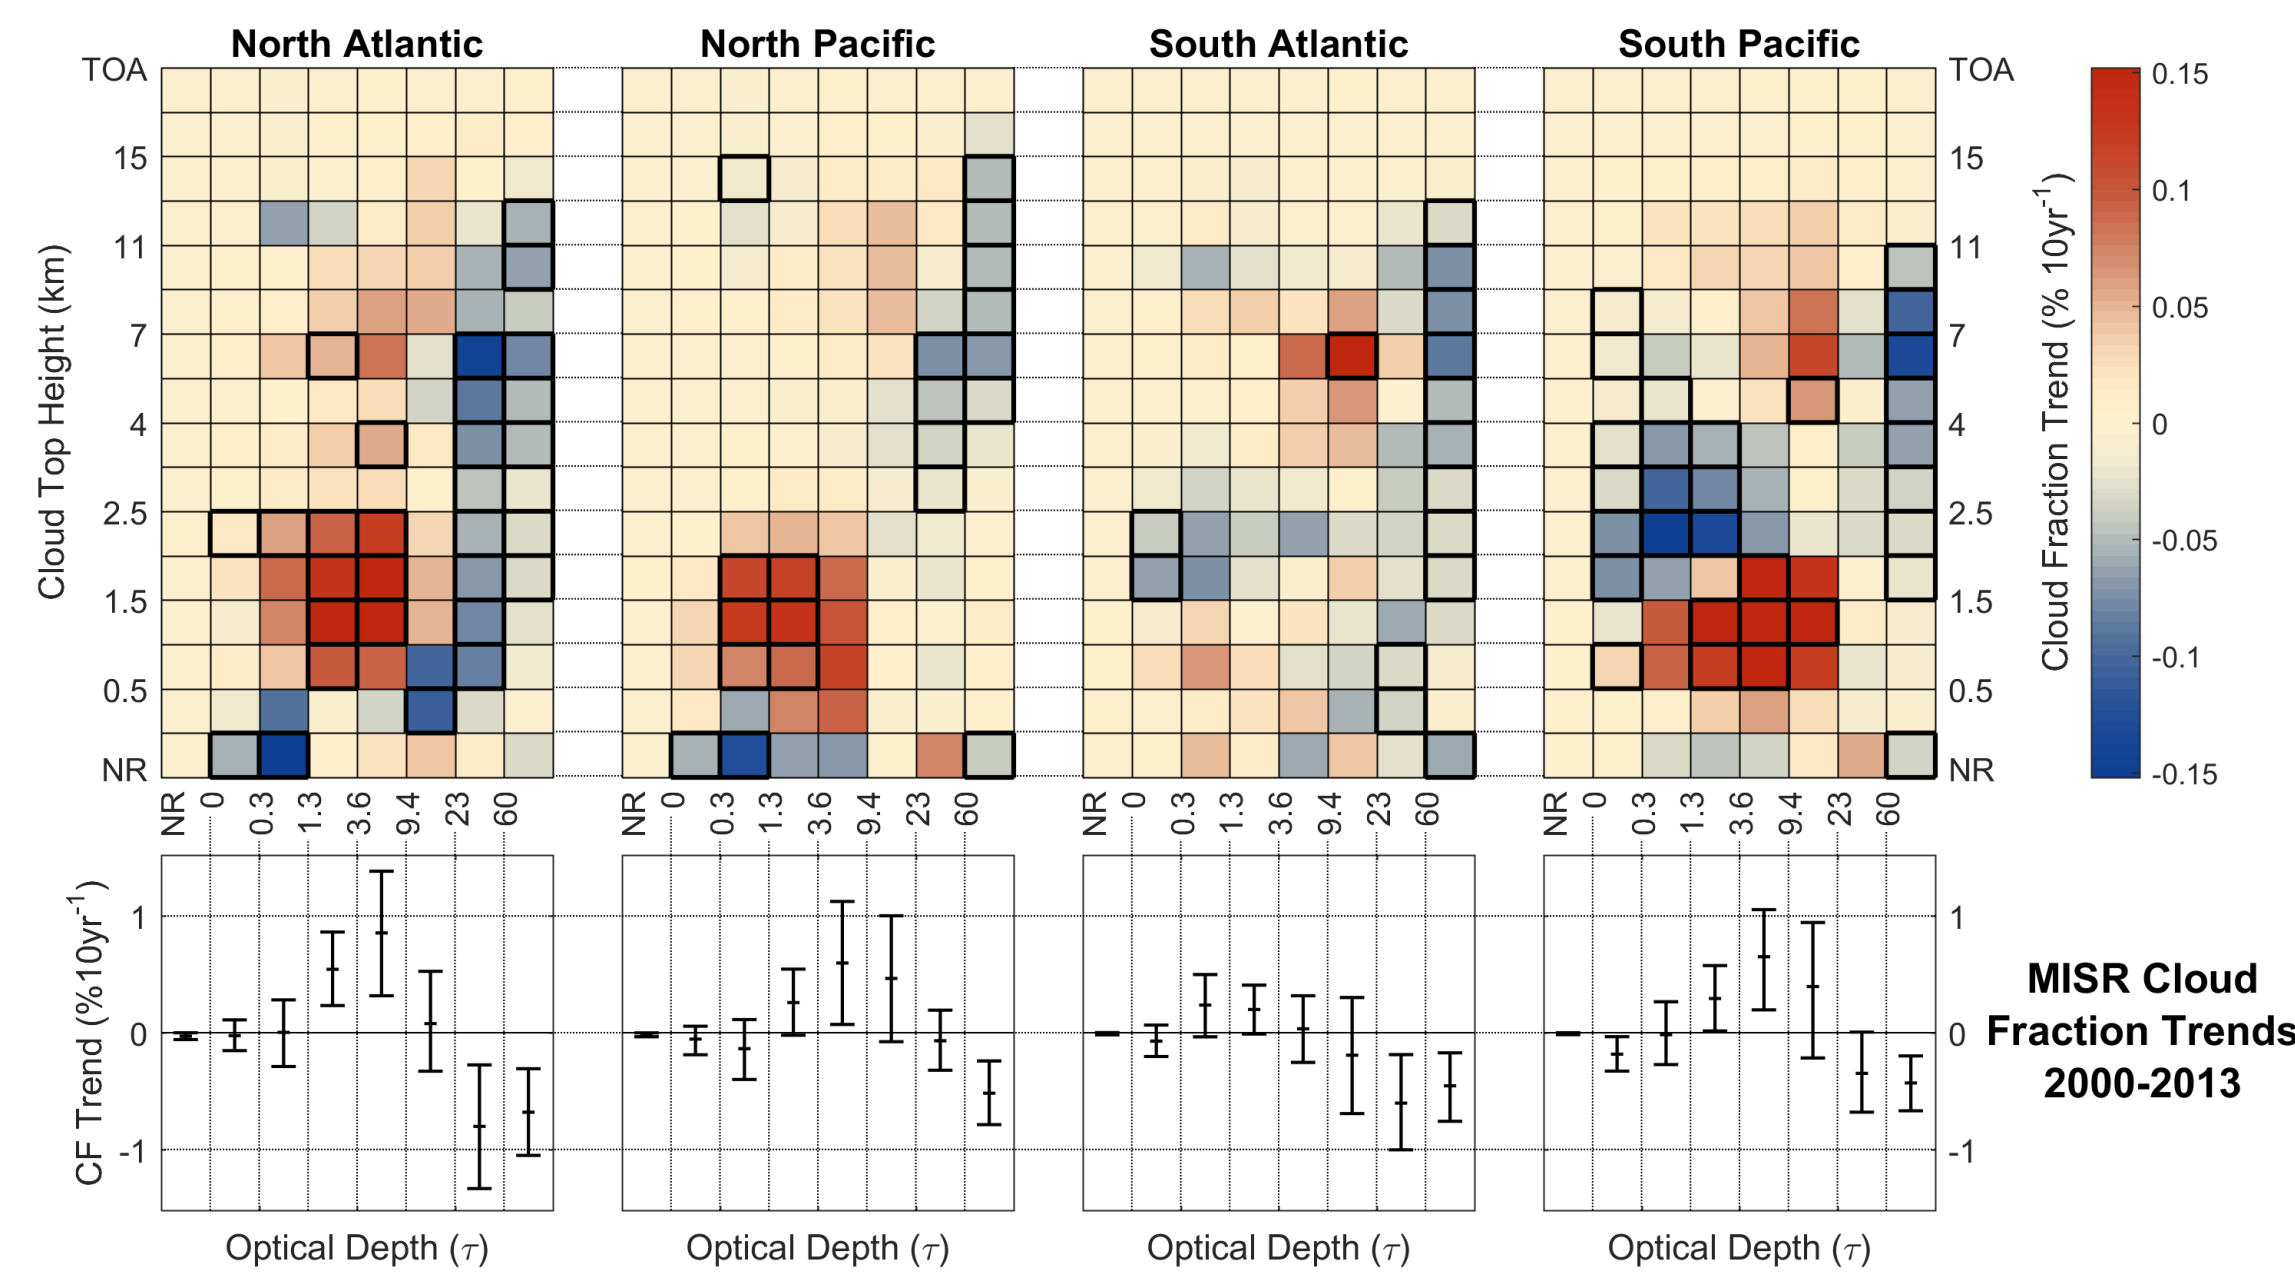 North Atlantic
North Pacific
South Atlantic
South Pacific
TOA
15
11
7
4
2.5
1.5
0.5
NR
Cloud Top Height (km)
TOA
15
11
7
4
2.5
1.5
0.5
NR
0.15
0.1
0.05
0
-0.05
-0.1
-0.15
Cloud Fraction Trend (% 10yr⁻¹)
NR 0 0.3 1.3 3.6 9.4 23 60
NR 0 0.3 1.3 3.6 9.4 23 60
NR 0 0.3 1.3 3.6 9.4 23 60
NR 0 0.3 1.3 3.6 9.4 23 60
CF Trend (%10yr⁻¹)
1
0
-1
1
0
-1
Optical Depth (τ)
Optical Depth (τ)
Optical Depth (τ)
Optical Depth (τ)
MISR Cloud
Fraction Trends
2000-2013